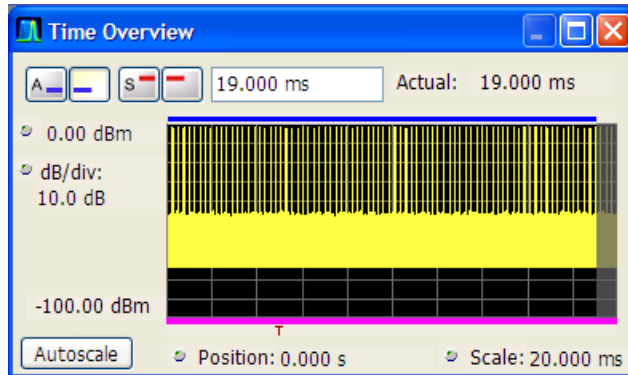 Time Overview
A S 19.000 ms Actual: 19.000 ms
0.00 dBm
dB/div:
10.0 dB
-100.00 dBm
T
Autoscale Position: 0.000 s Scale: 20.000 ms